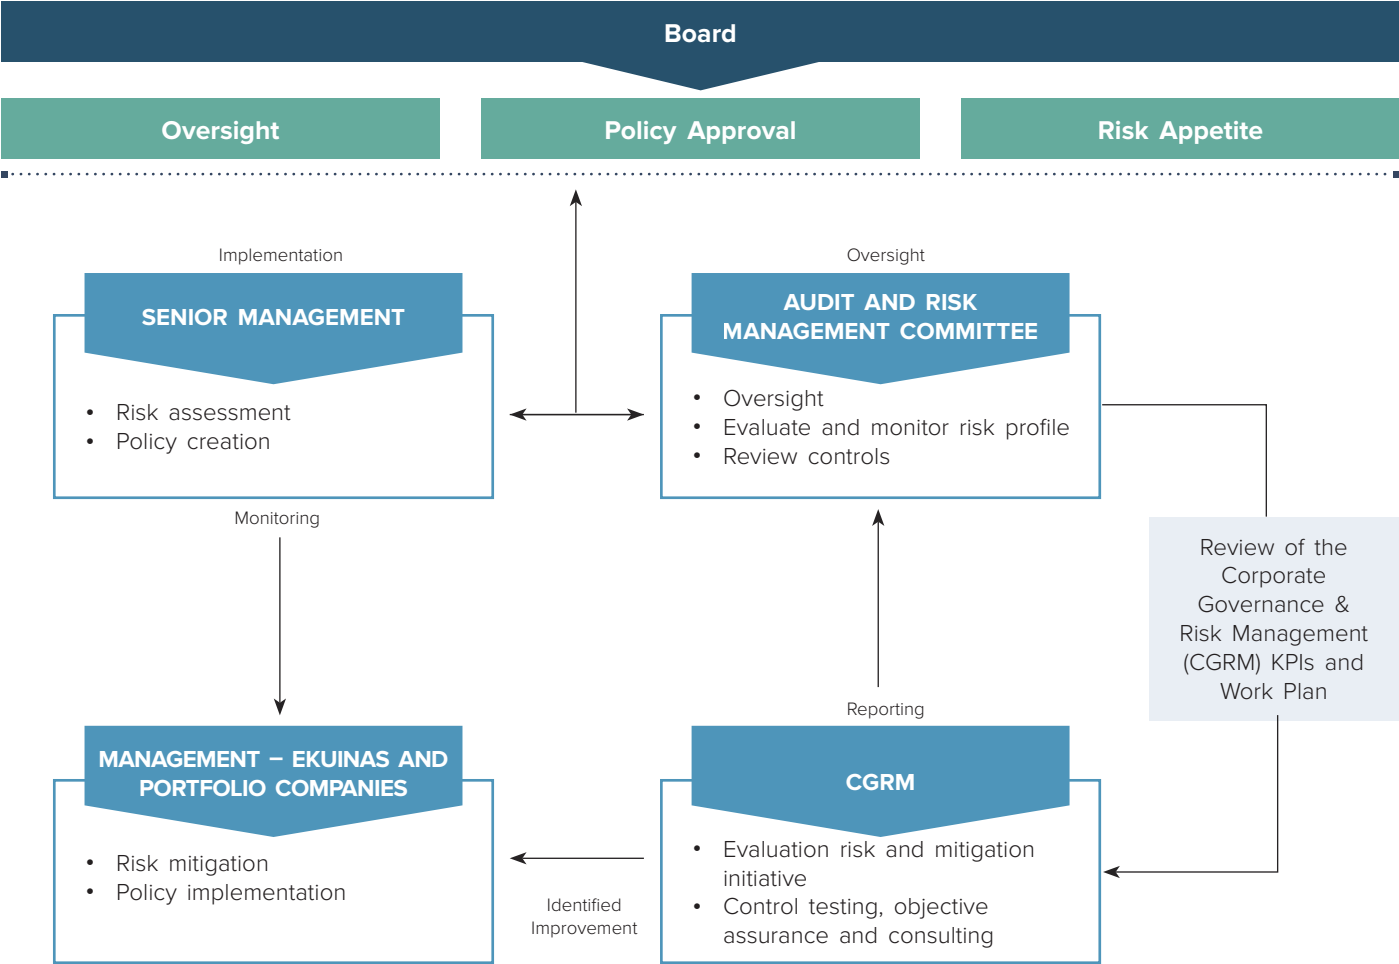 Board
Oversight
Policy Approval
Risk Appetite
Implementation
SENIOR MANAGEMENT
• Risk assessment
• Policy creation
Oversight
AUDIT AND RISK
MANAGEMENT COMMITTEE
• Oversight
• Evaluate and monitor risk profile
• Review controls
Monitoring
Review of the
Corporate
Governance &
Risk Management
(CGRM) KPIs and
Work Plan
MANAGEMENT – EKUINAS AND
PORTFOLIO COMPANIES
• Risk mitigation
• Policy implementation
Identified
Improvement
Reporting
CGRM
• Evaluation risk and mitigation
initiative
• Control testing, objective
assurance and consulting